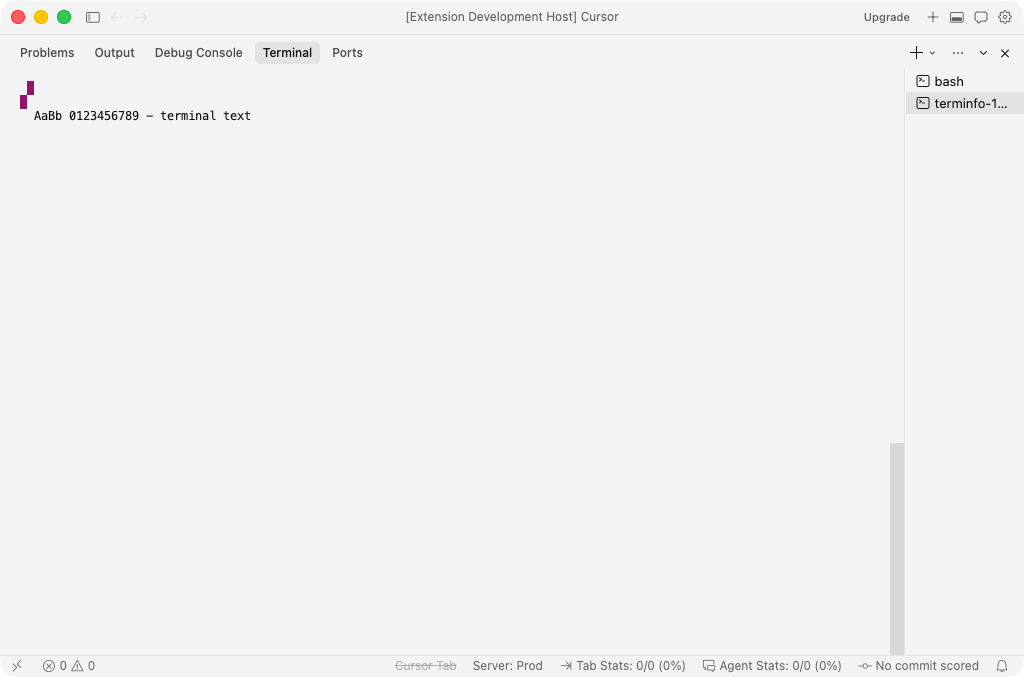 [Extension Development Host] Cursor
Upgrade
Problems Output Debug Console Terminal Ports
bash
terminfo-1...
AaBb 0123456789 — terminal text
0 0 Cursor Tab Server: Prod Tab Stats: 0/0 (0%) Agent Stats: 0/0 (0%) No commit scored